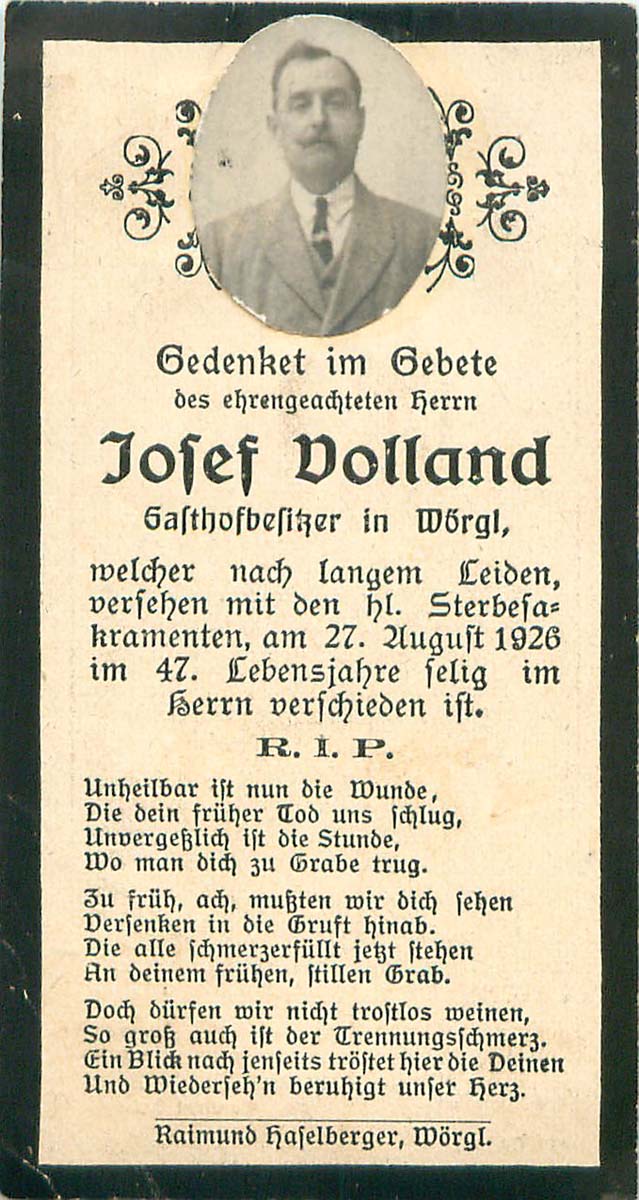 Gedenket im Gebete
des ehrengeachteten Herrn
Josef Volland
Gasthofbesitzer in Wörgl,
welcher nach langem Leiden,
versehen mit den hl. Sterbesa=
kramenten, am 27. August 1926
im 47. Lebensjahre selig im
Herrn verschieden ist.
R. I. P.
Unheilbar ist nun die Wunde,
Die dein früher Tod uns schlug,
Unvergeßlich ist die Stunde,
Wo man dich zu Grabe trug.
Zu früh, ach, mußten wir dich sehen
Versenken in die Gruft hinab.
Die alle schmerzerfüllt jetzt stehen
An deinem frühen, stillen Grab.
Doch dürfen wir nicht trostlos weinen,
So groß auch ist der Trennungsschmerz.
Ein Blick nach jenseits tröstet hier die Deinen
Und Wiederseh'n beruhigt unser Herz.
Raimund Haselberger, Wörgl.